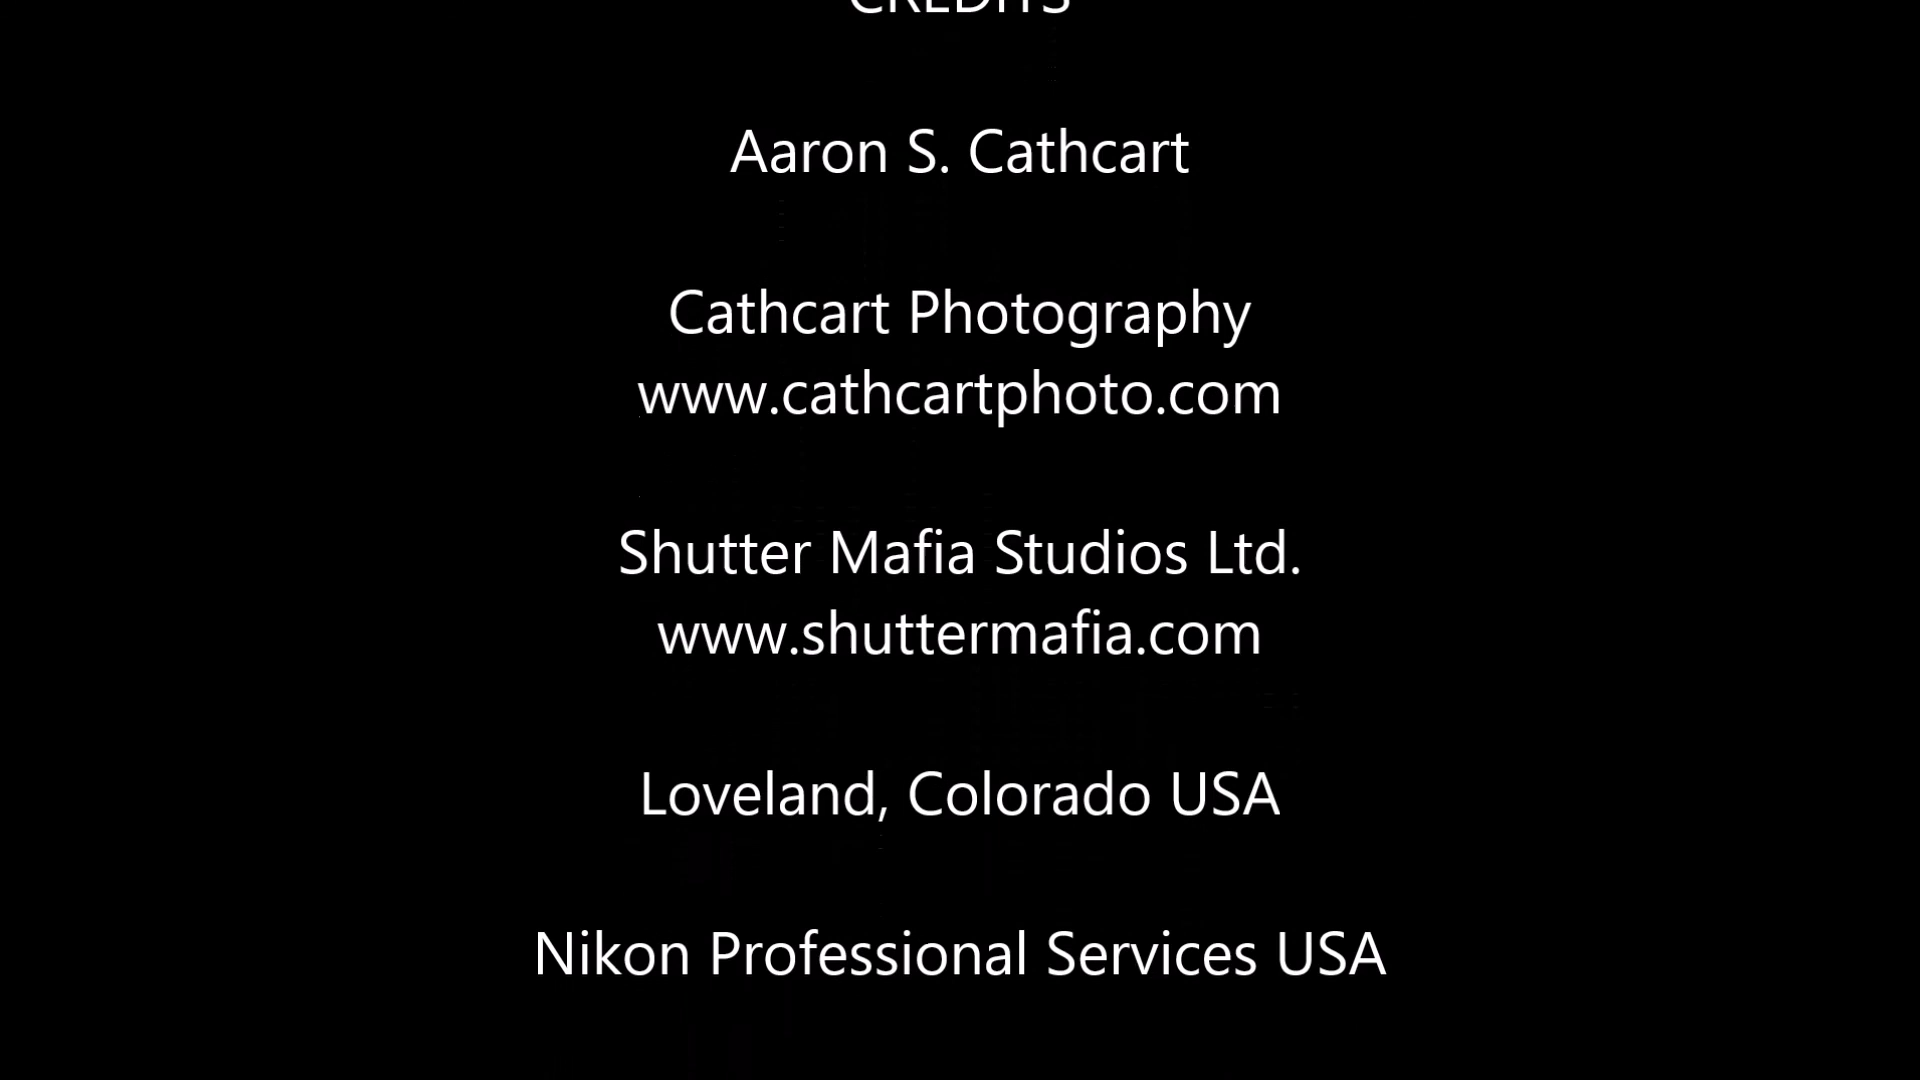 CREDITS
Aaron S. Cathcart
Cathcart Photography
www.cathcartphoto.com
Shutter Mafia Studios Ltd.
www.shuttermafia.com
Loveland, Colorado USA
Nikon Professional Services USA